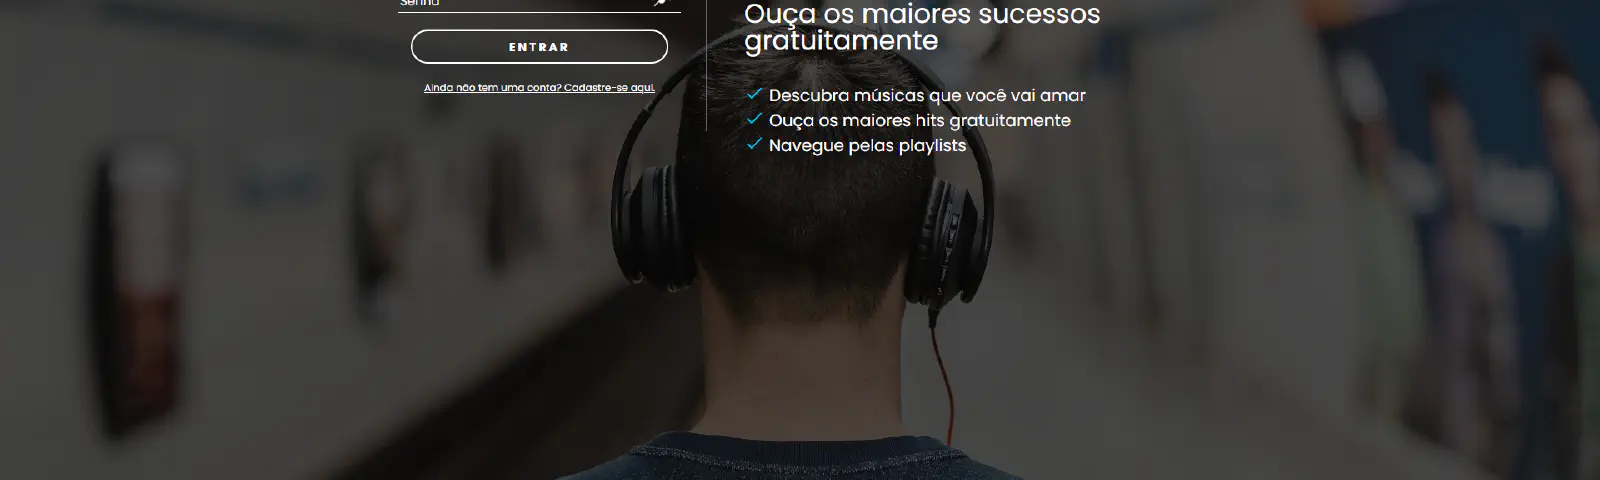 Senha
ENTRAR
Ainda não tem uma conta? Cadastre-se aqui.
Ouça os maiores sucessos
gratuitamente
Descubra músicas que você vai amar
Ouça os maiores hits gratuitamente
Navegue pelas playlists